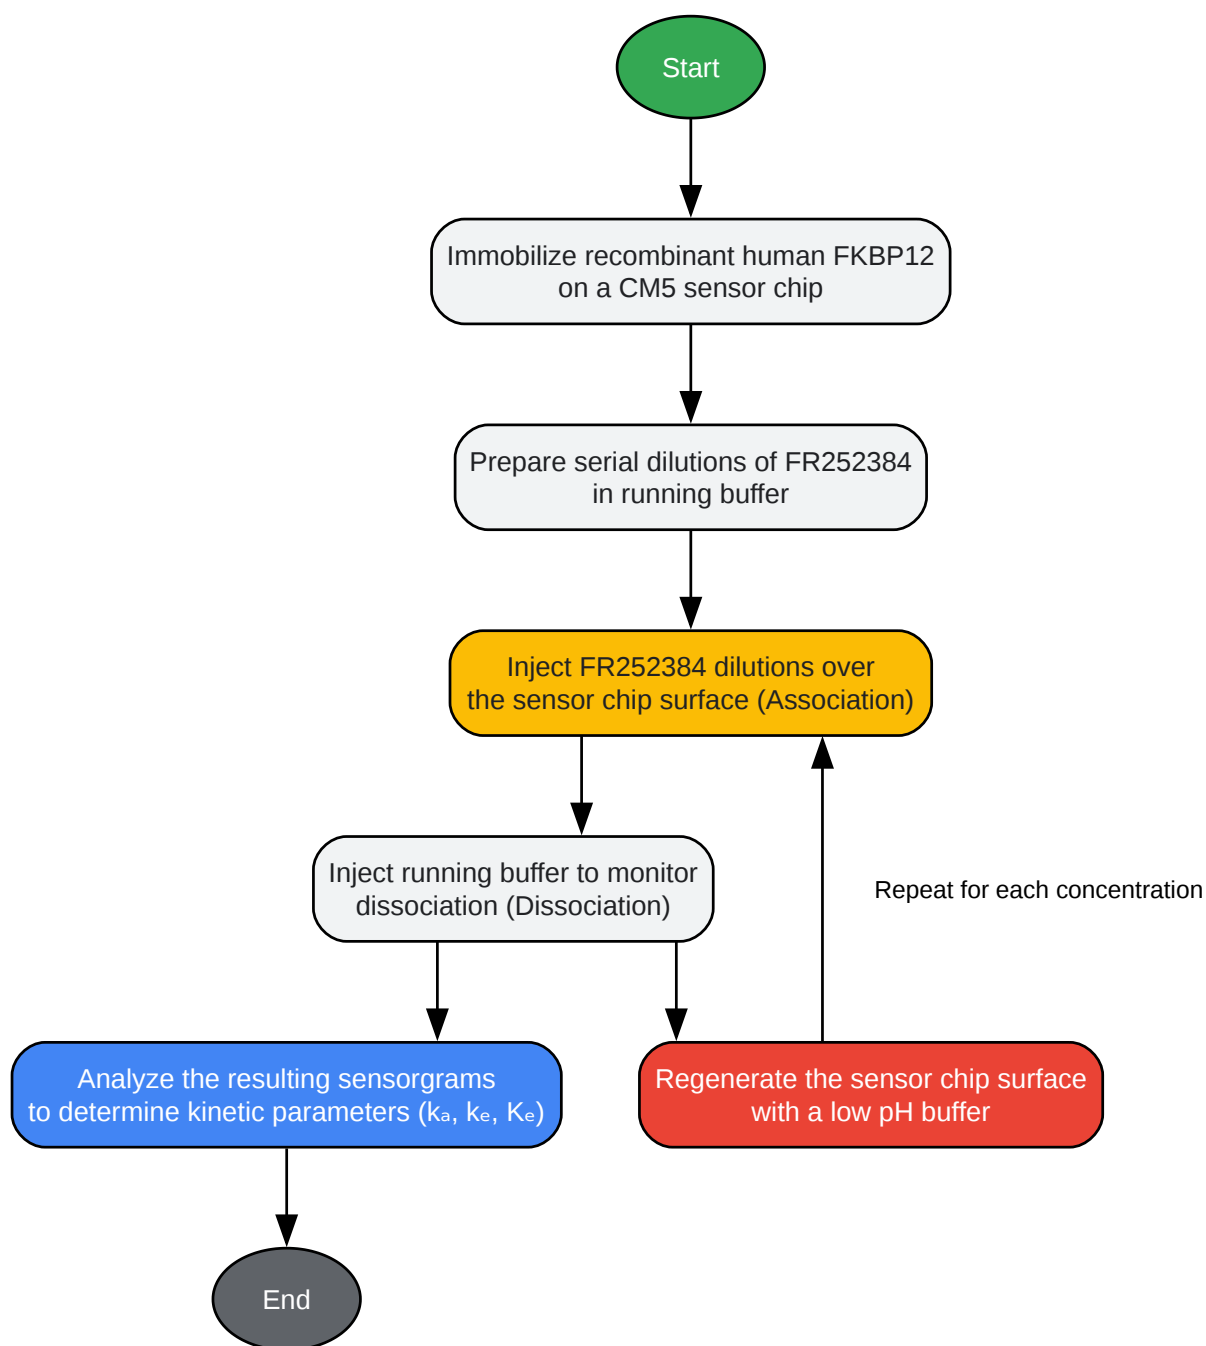 Start
Immobilize recombinant human FKBP12
on a CM5 sensor chip
Prepare serial dilutions of FR252384
in running buffer
Inject FR252384 dilutions over
the sensor chip surface (Association)
Inject running buffer to monitor
dissociation (Dissociation)
Repeat for each concentration
Analyze the resulting sensorgrams
to determine kinetic parameters (kₐ, kₑ, Kₑ)
Regenerate the sensor chip surface
with a low pH buffer
End